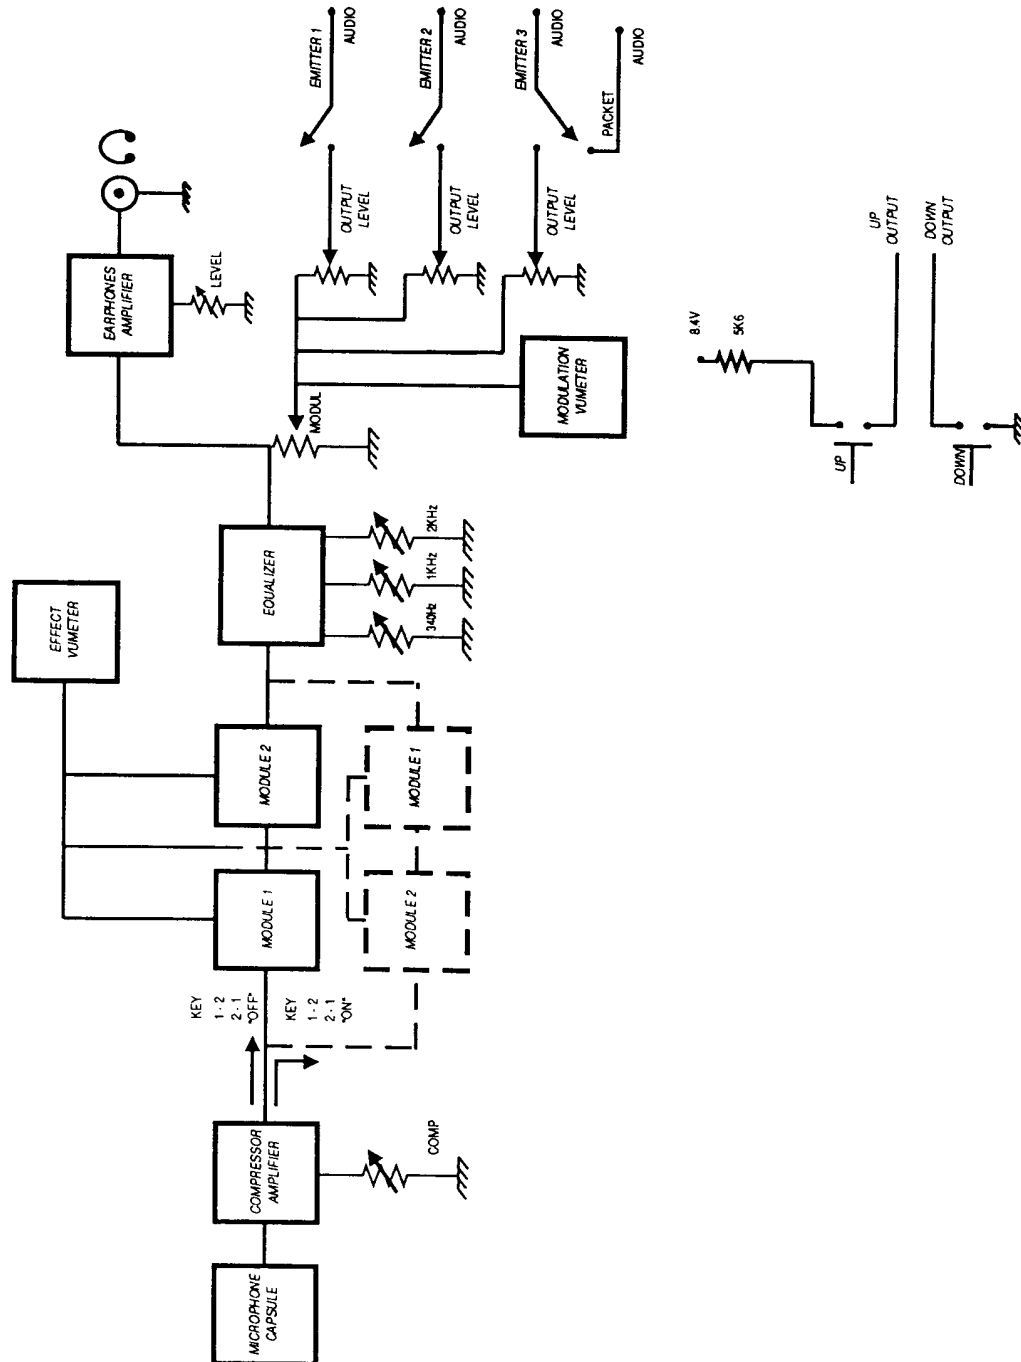 MICROPHONE
CAPSULE
COMPRESSOR
AMPLIFIER
COMP
KEY
1 - 2
2 - 1
"OFF"
KEY
1 - 2
2 - 1
"ON"
MODULE 1
MODULE 2
MODULE 2
MODULE 1
EFFECT
VUMETER
EQUALIZER
340Hz
1KHz
2KHz
MODUL
EARPHONES
AMPLIFIER
LEVEL
MODULATION
VUMETER
OUTPUT
LEVEL
OUTPUT
LEVEL
OUTPUT
LEVEL
EMITTER 1
AUDIO
EMITTER 2
AUDIO
EMITTER 3
AUDIO
PACKET
AUDIO
8.4V
5K6
UP
UP
OUTPUT
DOWN
DOWN
OUTPUT